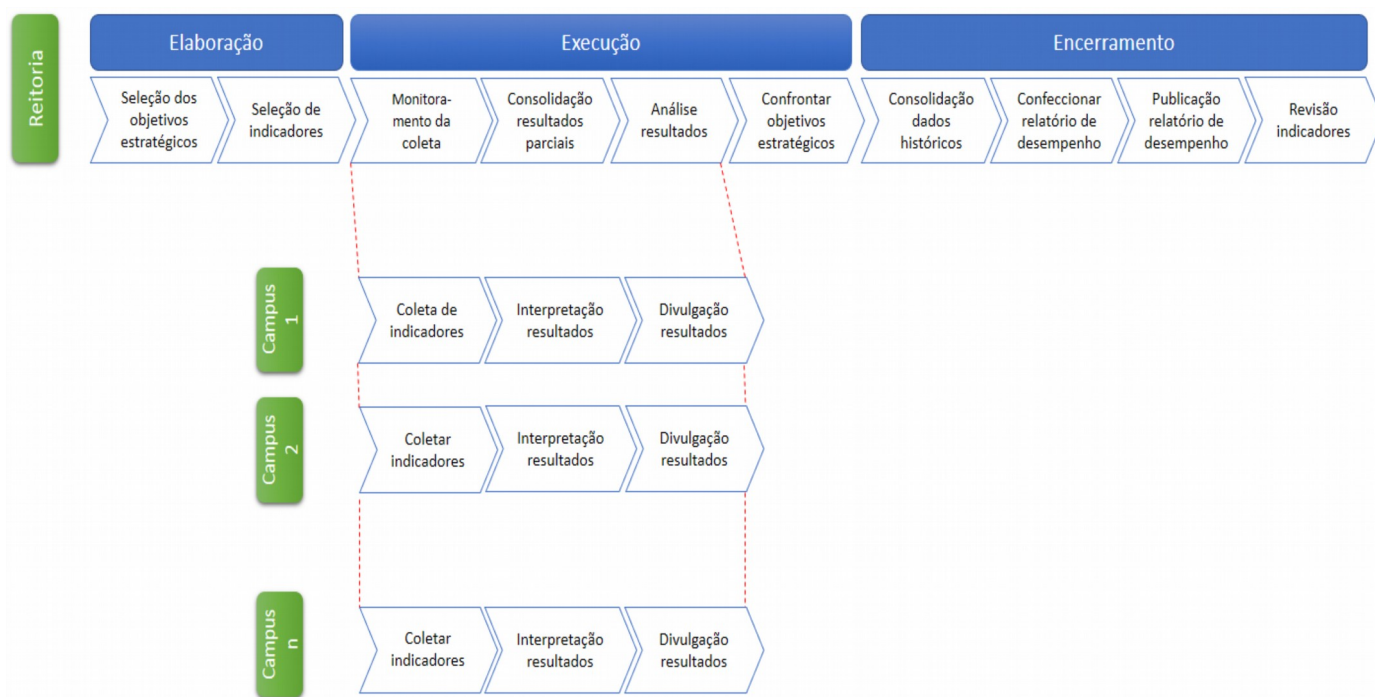 Reitoria
Elaboração
Execução
Encerramento
Seleção dos
objetivos
estratégicos
Seleção de
indicadores
Monitora-
mento da
coleta
Consolidação
resultados
parciais
Análise
resultados
Confrontar
objetivos
estratégicos
Consolidação
dados
históricos
Confeccionar
relatório de
desempenho
Publicação
relatório de
desempenho
Revisão
indicadores
Campus
1
Coleta de
indicadores
Interpretação
resultados
Divulgação
resultados
Campus
2
Coletar
indicadores
Interpretação
resultados
Divulgação
resultados
Campus
n
Coletar
indicadores
Interpretação
resultados
Divulgação
resultados